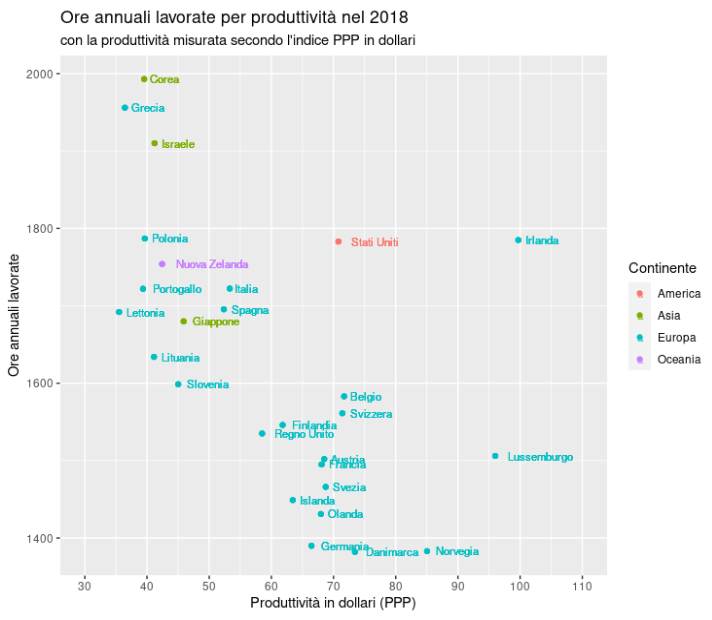 Ore annuali lavorate per produttività nel 2018
con la produttività misurata secondo l'indice PPP in dollari
2000
Corea
Grecia
Israele
1800
Polonia
Stati Uniti
Irlanda
Nuova Zelanda
Portogallo
Italia
Lettonia
Spagna
Giappone
Lituania
1600
Slovenia
Belgio
Svizzera
Finlandia
Regno Unito
Austria
Francia
Lussemburgo
Svezia
Islanda
Olanda
1400
Germania
Danimarca
Norvegia
30 40 50 60 70 80 90 100 110
Produttività in dollari (PPP)
Ore annuali lavorate
Continente
America
Asia
Europa
Oceania